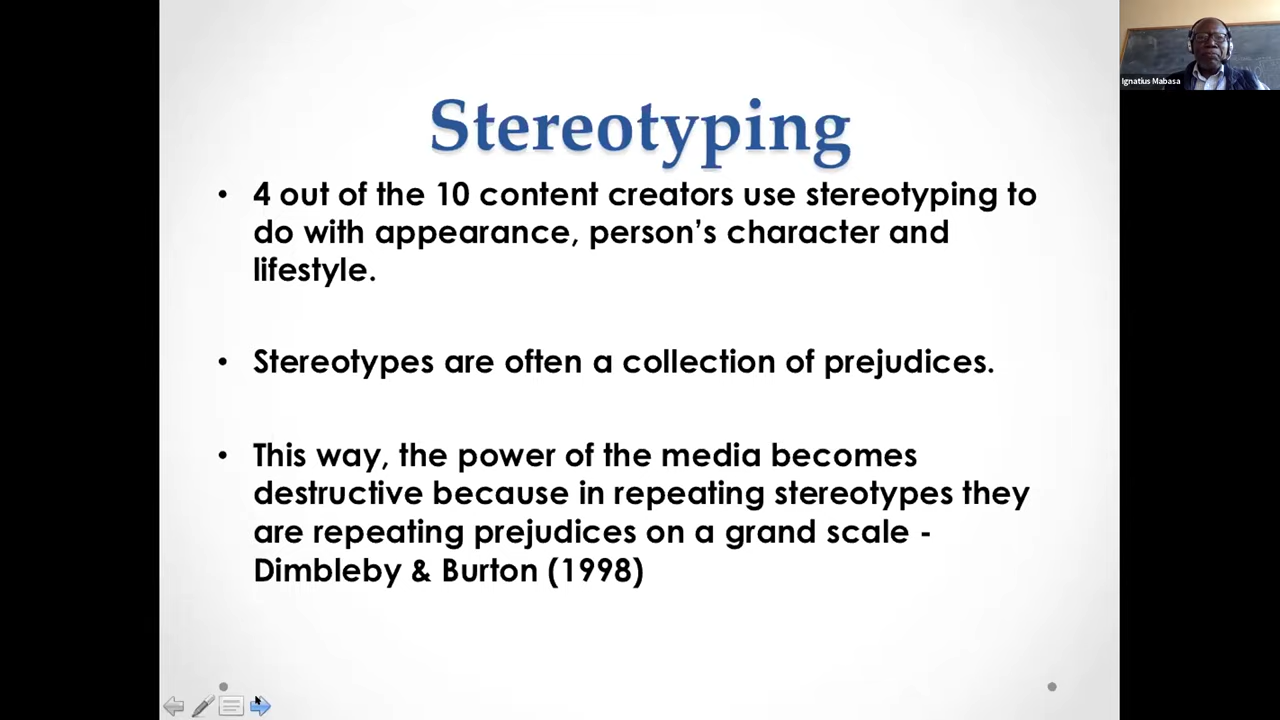 Stereotyping
• 4 out of the 10 content creators use stereotyping to
do with appearance, person’s character and
lifestyle.
• Stereotypes are often a collection of prejudices.
• This way, the power of the media becomes
destructive because in repeating stereotypes they
are repeating prejudices on a grand scale -
Dimbleby & Burton (1998)
Ignatius Mabasa